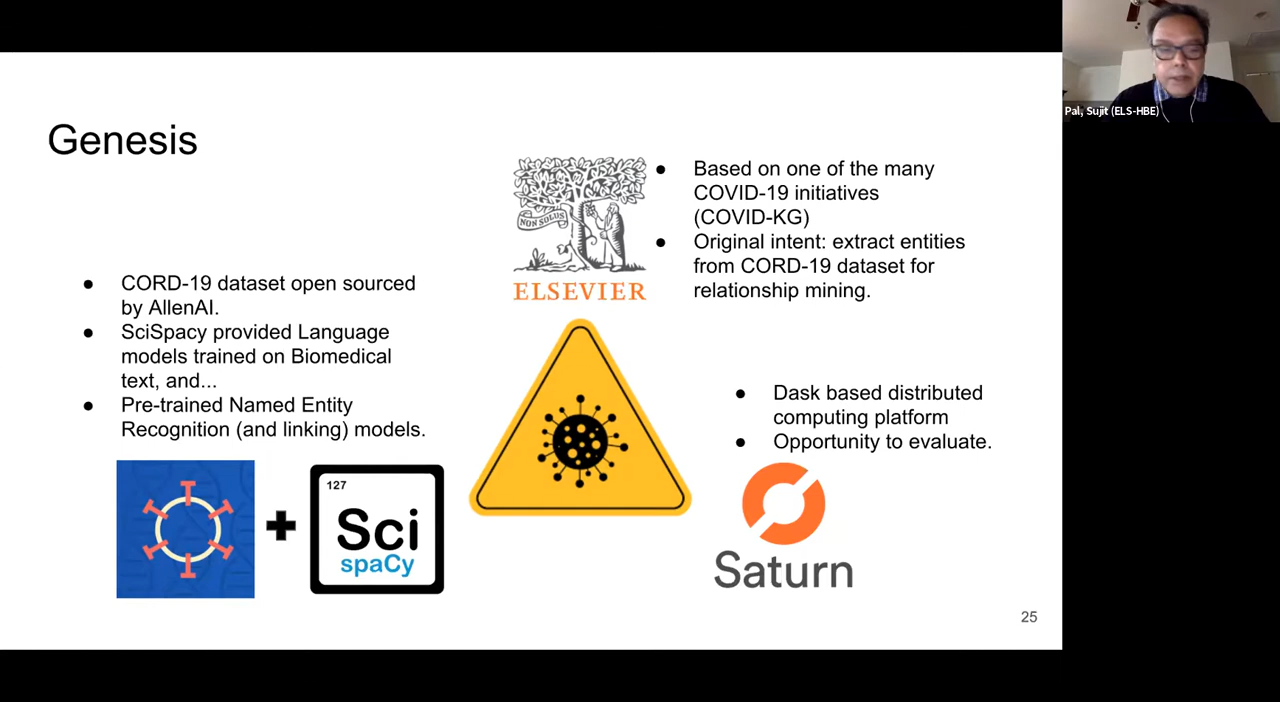 Pal, Sujit (ELS-HBE)
Genesis
● CORD-19 dataset open sourced
by AllenAI.
● SciSpacy provided Language
models trained on Biomedical
text, and...
● Pre-trained Named Entity
Recognition (and linking) models.
127
Sci
spaCy
NON SOLUS
ELSEVIER
● Based on one of the many
COVID-19 initiatives
(COVID-KG)
● Original intent: extract entities
from CORD-19 dataset for
relationship mining.
● Dask based distributed
computing platform
● Opportunity to evaluate.
Saturn
25